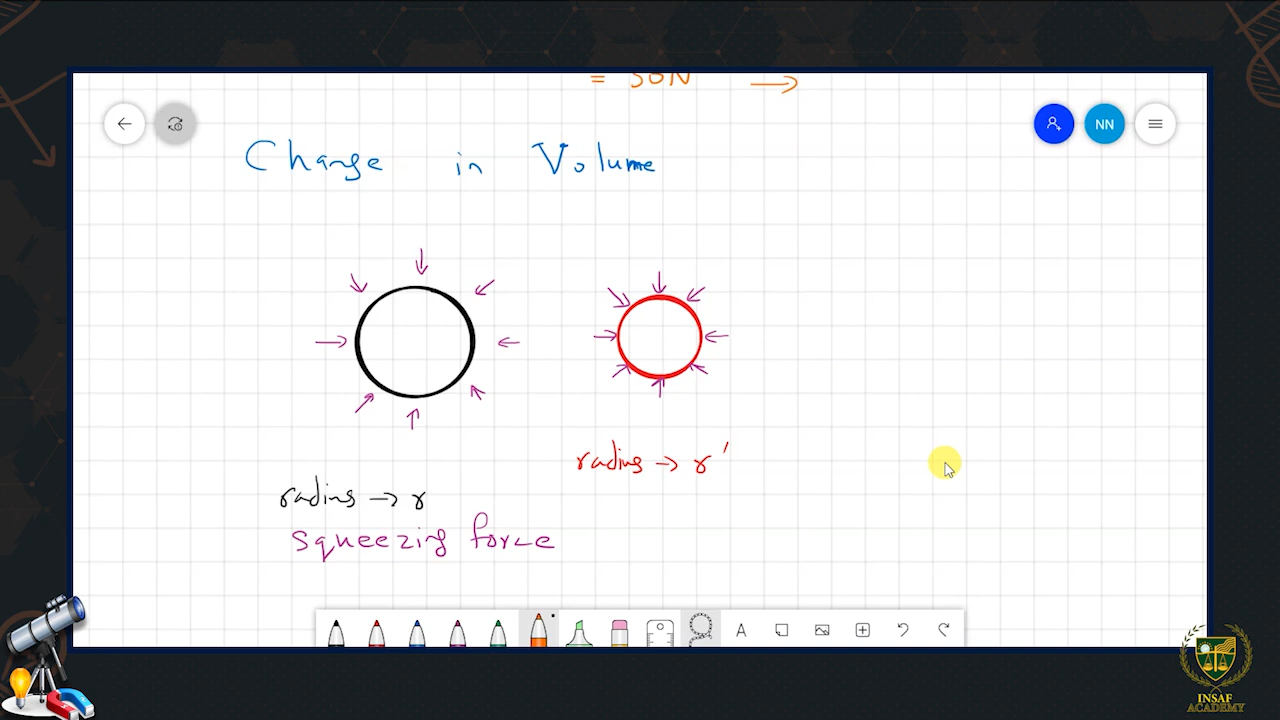 = 50N →
NN
Change in Volume
radius → r'
radius → r
squeezing force
A
INSAF
ACADEMY